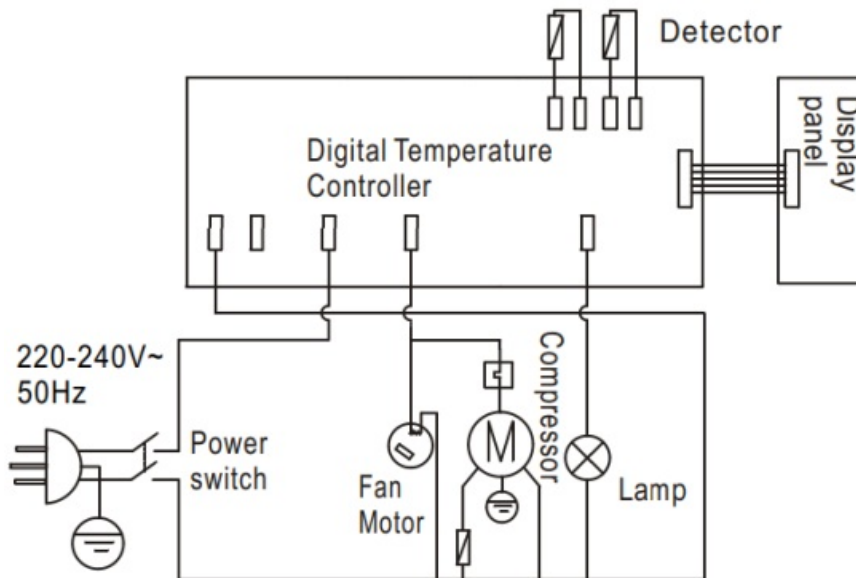 Detector
Display
panel
Digital Temperature
Controller
220-240V~
50Hz
Power
switch
Fan
Motor
M
Compressor
Lamp